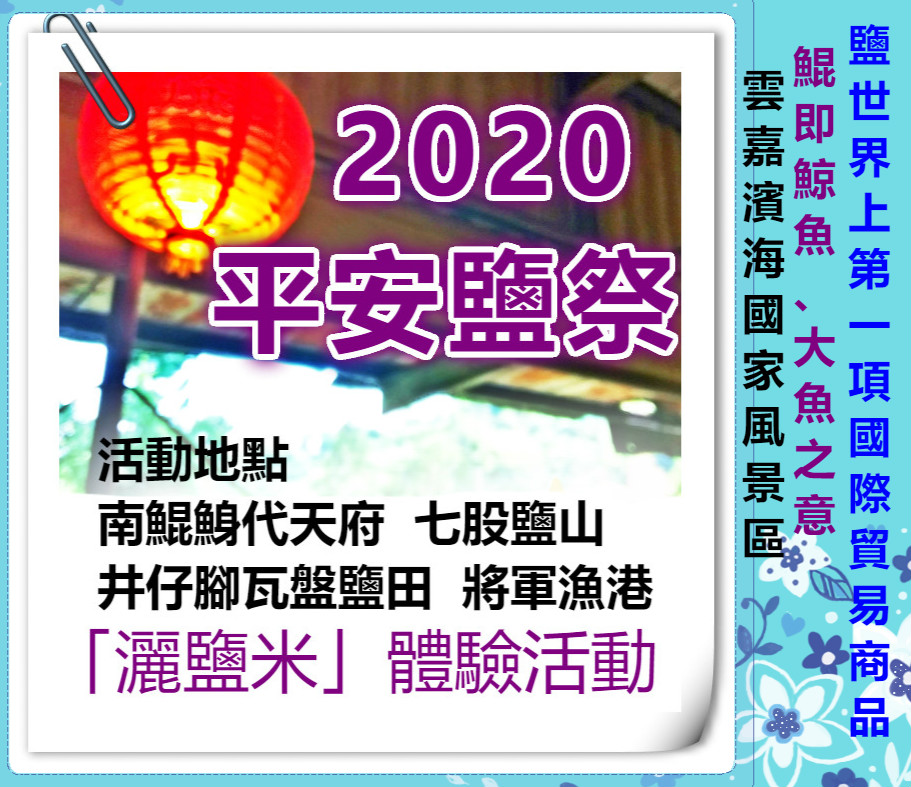 2020
平安鹽祭
活動地點
南鯤鯓代天府 七股鹽山
井仔腳瓦盤鹽田 將軍漁港
「灑鹽米」體驗活動
鹽世界上第一項國際貿易商品
鯤即鯨魚、大魚之意
雲嘉濱海國家風景區